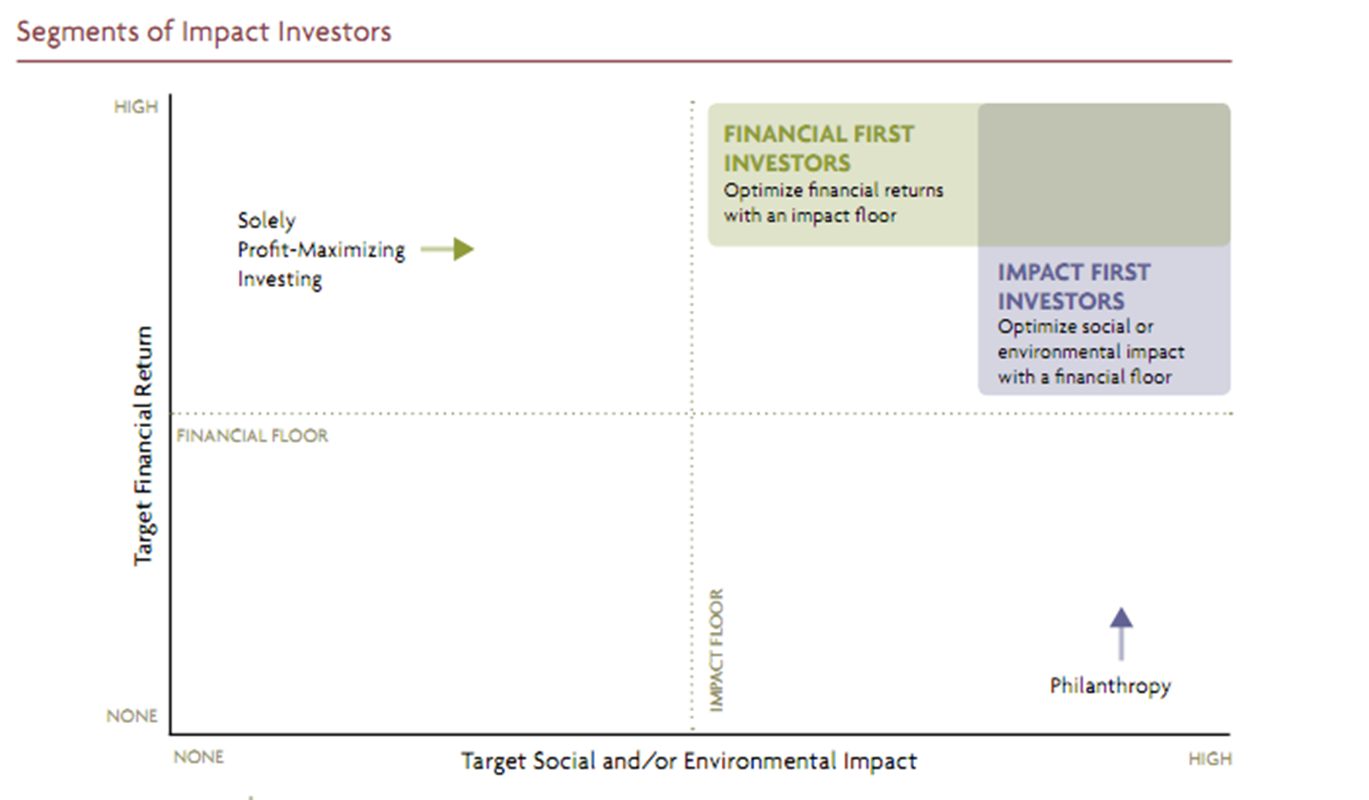 Segments of Impact Investors
HIGH
FINANCIAL FIRST
INVESTORS
Optimize financial returns
with an impact floor
Solely
Profit-Maximizing
Investing
IMPACT FIRST
INVESTORS
Optimize social or
environmental impact
with a financial floor
Target Financial Return
FINANCIAL FLOOR
IMPACT FLOOR
Philanthropy
NONE
NONE
Target Social and/or Environmental Impact
HIGH